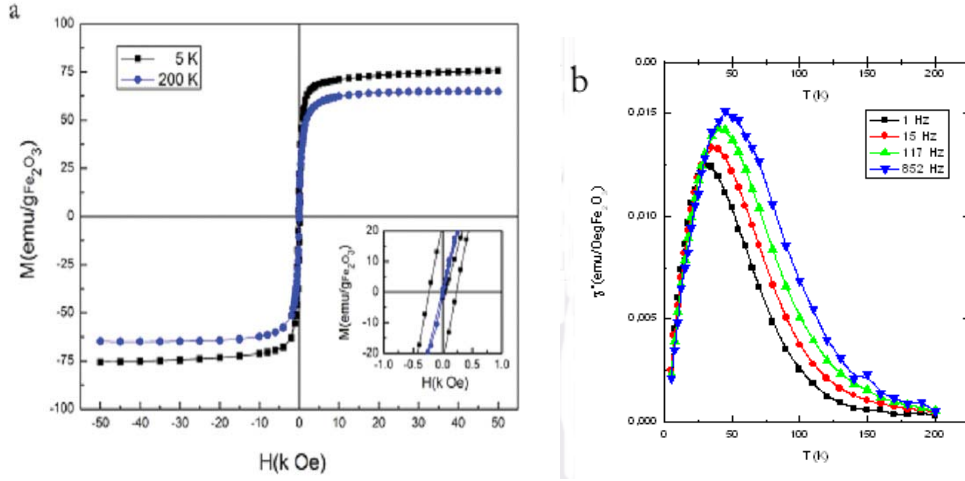 a
M(emu/gFe2O3)
100
75
50
25
0
-25
-50
-75
-100
5 K
200 K
-50 -40 -30 -20 -10 0 10 20 30 40 50
H(k Oe)
M(emu/gFe2O3)
20
10
0
-10
-20
-1.0 -0.5 0.0 0.5 1.0
H(k Oe)
b
0.00 50 100 150 200
T (K)
1 Hz
15 Hz
117 Hz
852 Hz
0,015
0,010
0,005
0,000
(emu/OegFe2O3)
0 50 100 150 200
T (K)